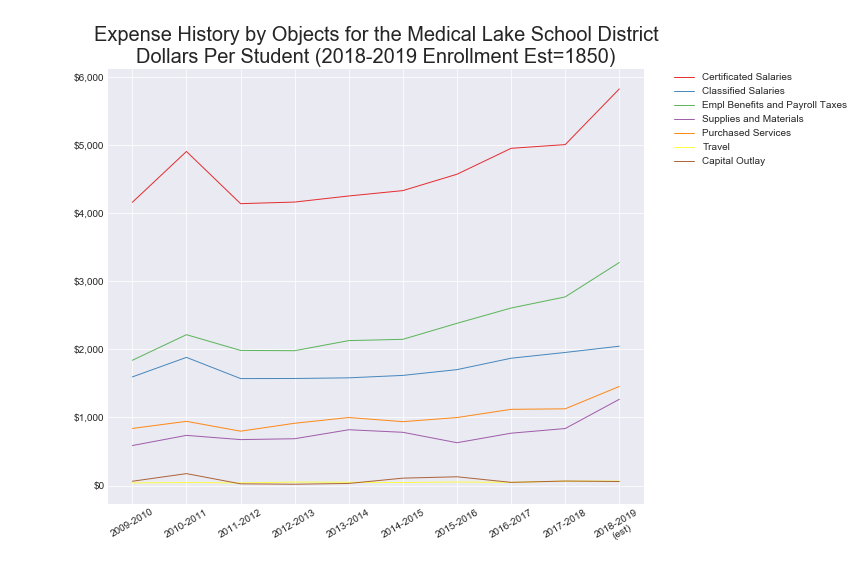 Expense History by Objects for the Medical Lake School District
Dollars Per Student (2018-2019 Enrollment Est=1850)
$6,000
$5,000
$4,000
$3,000
$2,000
$1,000
$0
2009-2010
2010-2011
2011-2012
2012-2013
2013-2014
2014-2015
2015-2016
2016-2017
2017-2018
2018-2019
(est)
Certificated Salaries
Classified Salaries
Empl Benefits and Payroll Taxes
Supplies and Materials
Purchased Services
Travel
Capital Outlay